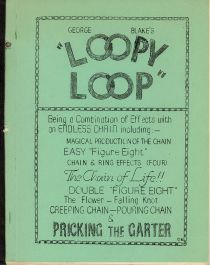 GEORGE BLAKE'S
"LOOPY
LOOP"
Being a Combination of Effects with
an ENDLESS CHAIN including:-
MAGICAL PRODUCTION OF THE CHAIN
EASY "Figure Eight"
CHAIN & RING EFFECTS (FOUR)
The Chain of Life!!
DOUBLE "FIGURE EIGHT"
The Flower - Falling Knot
CREEPING CHAIN - POURING CHAIN
&
PRICKING THE GARTER